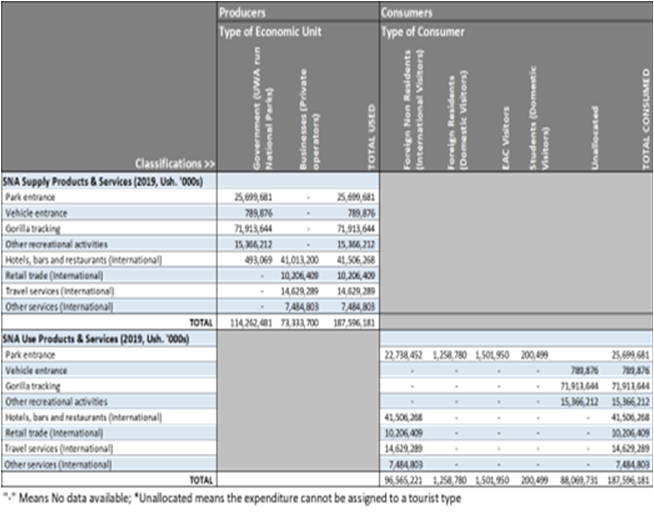 Producers Consumers
Type of Economic Unit Type of Consumer
Classifications >> Government (UWA run National Parks) Businesses (Private operators) TOTAL USED Foreign Non Residents (International Visitors) Foreign Residents (Domestic Visitors) EAC Visitors Students (Domestic Visitors) Unallocated TOTAL CONSUMED
SNA Supply Products & Services (2019, Ush. '000s)
Park entrance 25,699,681 - 25,699,681
Vehicle entrance 789,876 - 789,876
Gorilla tracking 71,913,644 - 71,913,644
Other recreational activities 15,366,212 - 15,366,212
Hotels, bars and restaurants (International) 493,069 41,013,200 41,506,268
Retail trade (International) - 10,206,409 10,206,409
Travel services (International) - 14,629,289 14,629,289
Other services (International) - 7,484,803 7,484,803
TOTAL 114,262,481 73,333,700 187,596,181
SNA Use Products & Services (2019, Ush. '000s)
Park entrance 22,738,452 1,258,780 1,501,950 200,499 25,699,681
Vehicle entrance - - - - 789,876 789,876
Gorilla tracking - - - - 71,913,644 71,913,644
Other recreational activities - - - - 15,366,212 15,366,212
Hotels, bars and restaurants (International) 41,506,268 - - - - 41,506,268
Retail trade (International) 10,206,409 - - - - 10,206,409
Travel services (International) 14,629,289 - - - - 14,629,289
Other services (International) 7,484,803 - - - - 7,484,803
TOTAL 96,565,221 1,258,780 1,501,950 200,499 88,069,731 187,596,181
"-" Means No data available; *Unallocated means the expenditure cannot be assigned to a tourist type